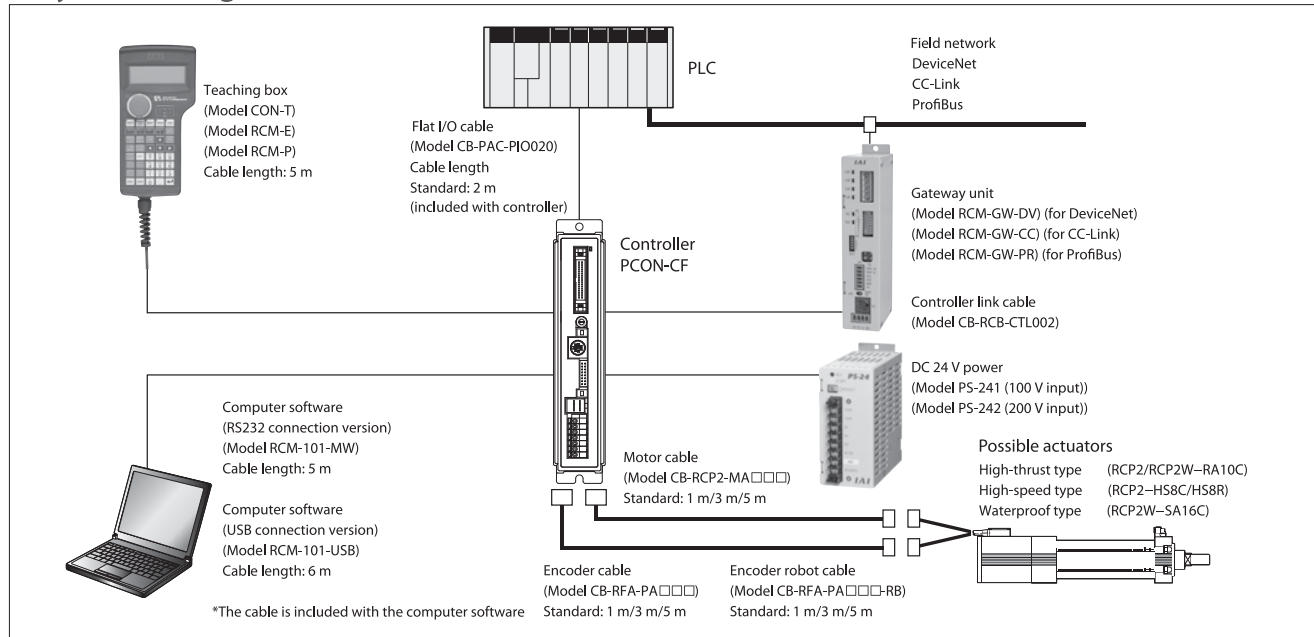 Teaching box
(Model CON-T)
(Model RCM-E)
(Model RCM-P)
Cable length: 5 m
PLC
Field network
DeviceNet
CC-Link
ProfiBus
Flat I/O cable
(Model CB-PAC-PIO020)
Cable length
Standard: 2 m
(included with controller)
Controller
PCON-CF
IAI
Gateway unit
(Model RCM-GW-DV) (for DeviceNet)
(Model RCM-GW-CC) (for CC-Link)
(Model RCM-GW-PR) (for ProfiBus)
Controller link cable
(Model CB-RCB-CTL002)
PS-24
IAI
DC 24 V power
(Model PS-241 (100 V input))
(Model PS-242 (200 V input))
Computer software
(RS232 connection version)
(Model RCM-101-MW)
Cable length: 5 m
Computer software
(USB connection version)
(Model RCM-101-USB)
Cable length: 6 m
*The cable is included with the computer software
Motor cable
(Model CB-RCP2-MA□□□)
Standard: 1 m/3 m/5 m
Possible actuators
High-thrust type (RCP2/RCP2W–RA10C)
High-speed type (RCP2–HS8C/HS8R)
Waterproof type (RCP2W–SA16C)
Encoder cable
(Model CB-RFA-PA□□□)
Standard: 1 m/3 m/5 m
Encoder robot cable
(Model CB-RFA-PA□□□-RB)
Standard: 1 m/3 m/5 m